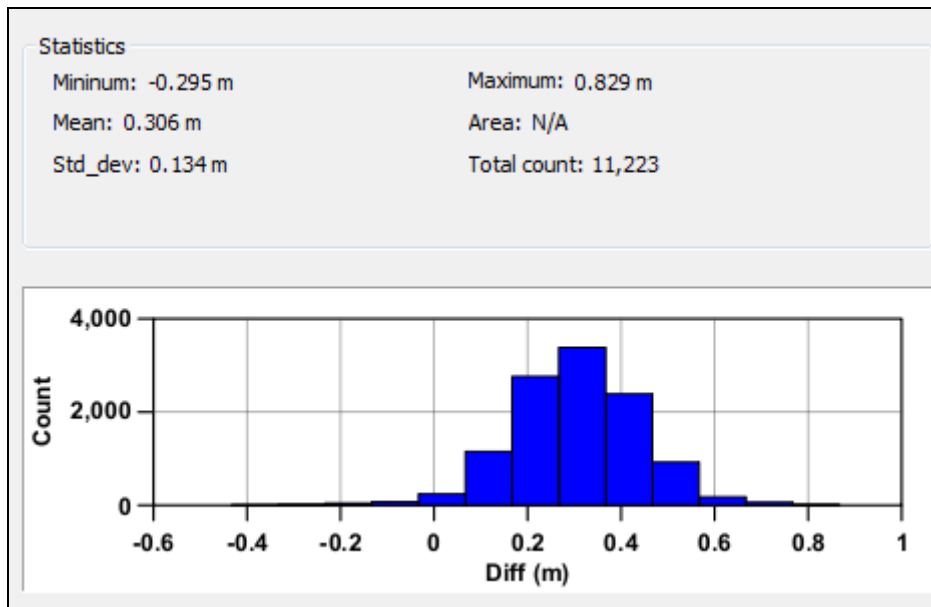 Statistics
Mininum: -0.295 m
Maximum: 0.829 m
Mean: 0.306 m
Area: N/A
Std_dev: 0.134 m
Total count: 11,223
4,000
2,000
0
Count
-0.6 -0.4 -0.2 0 0.2 0.4 0.6 0.8 1
Diff (m)